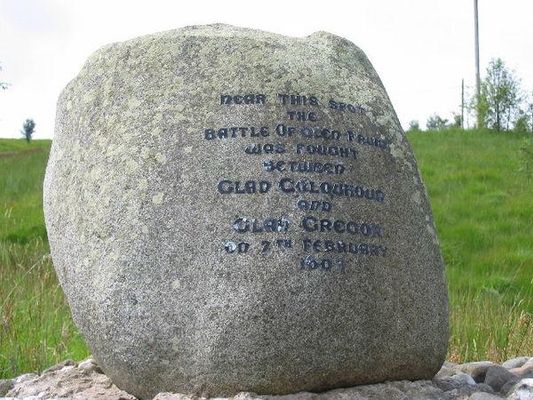 NEAR THIS SPOT
THE
BATTLE OF GLEN FRUIN
WAS FOUGHT
BETWEEN
CLAN COLQUHOUN
AND
CLAN GREGOR
ON 7TH FEBRUARY
1603